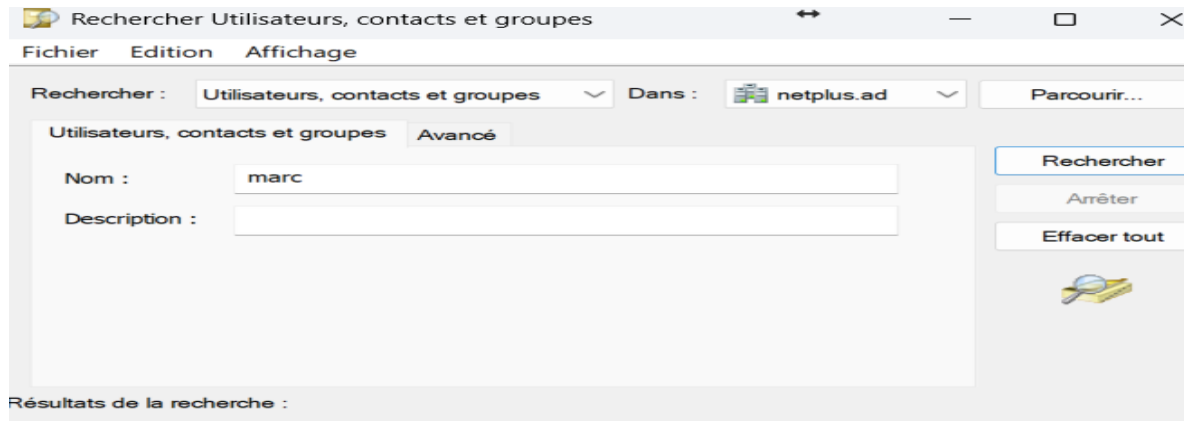 Rechercher Utilisateurs, contacts et groupes
Fichier Edition Affichage
Rechercher : Utilisateurs, contacts et groupes Dans : netplus.ad Parcourir...
Utilisateurs, contacts et groupes Avancé
Rechercher
Nom : marc
Arrêter
Description :
Effacer tout
Résultats de la recherche :